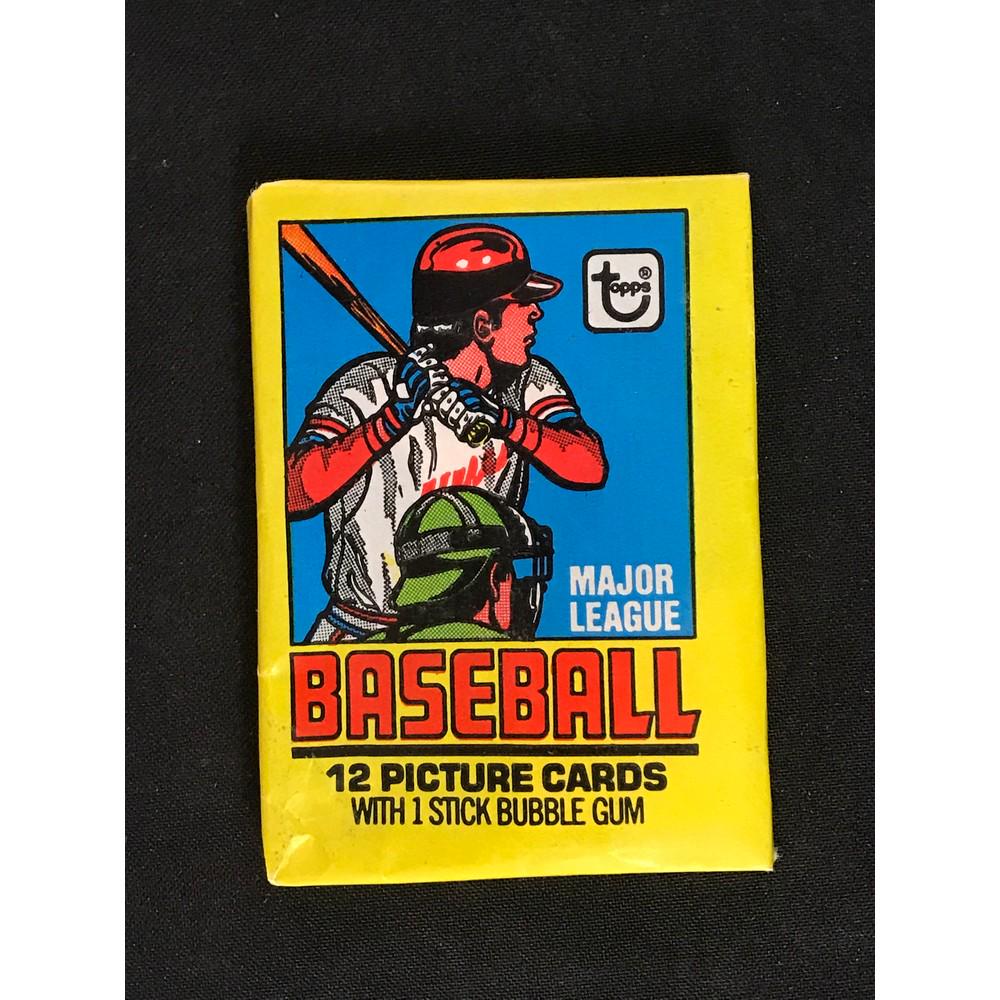 topps®
MAJOR
LEAGUE
BASEBALL
12 PICTURE CARDS
WITH 1 STICK BUBBLE GUM